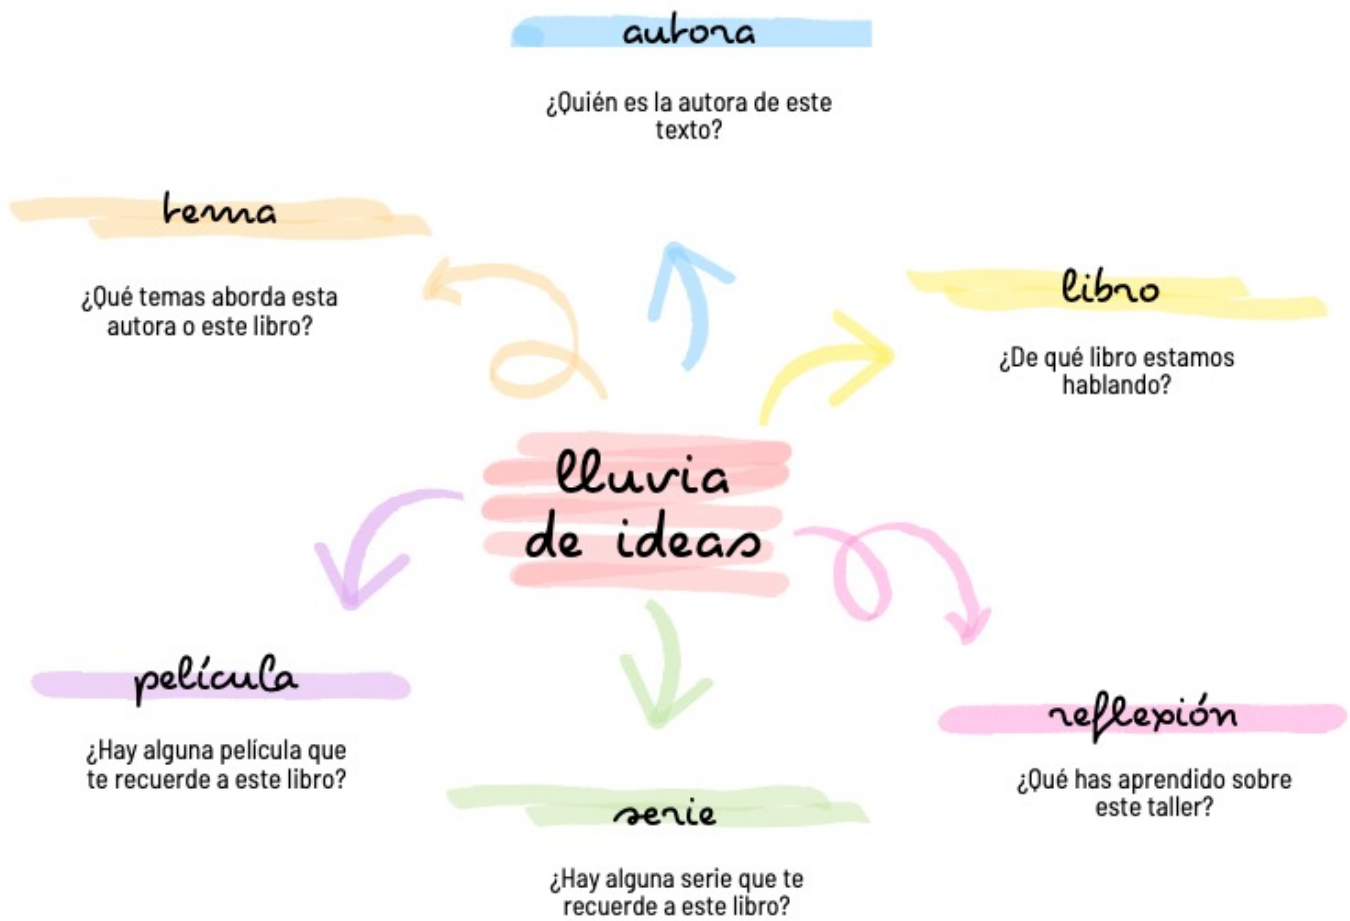 autora
¿Quién es la autora de este
texto?
tema
¿Qué temas aborda esta
autora o este libro?
libro
¿De qué libro estamos
hablando?
lluvia
de ideas
película
¿Hay alguna película que
te recuerde a este libro?
reflexión
¿Qué has aprendido sobre
este taller?
serie
¿Hay alguna serie que te
recuerde a este libro?